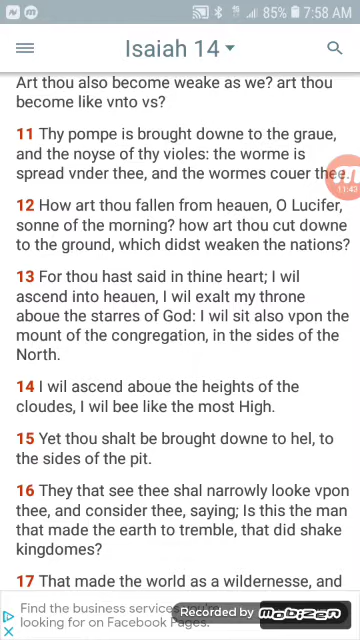 85% 7:58 AM
Isaiah 14
Art thou also become weake as we? art thou
become like vnto vs?
11 Thy pompe is brought downe to the graue,
and the noyse of thy violes: the worme is
spread vnder thee, and the wormes couer thee.
11:43
12 How art thou fallen from heauen, O Lucifer,
sonne of the morning? how art thou cut downe
to the ground, which didst weaken the nations?
13 For thou hast said in thine heart; I wil
ascend into heauen, I wil exalt my throne
aboue the starres of God: I wil sit also vpon the
mount of the congregation, in the sides of the
North.
14 I wil ascend aboue the heights of the
cloudes, I wil bee like the most High.
15 Yet thou shalt be brought downe to hel, to
the sides of the pit.
16 They that see thee shal narrowly looke vpon
thee, and consider thee, saying; Is this the man
that made the earth to tremble, that did shake
kingdomes?
17 That made the world as a wildernesse, and
Find the business services
looking for on Facebook Pages.
Recorded by mobizen